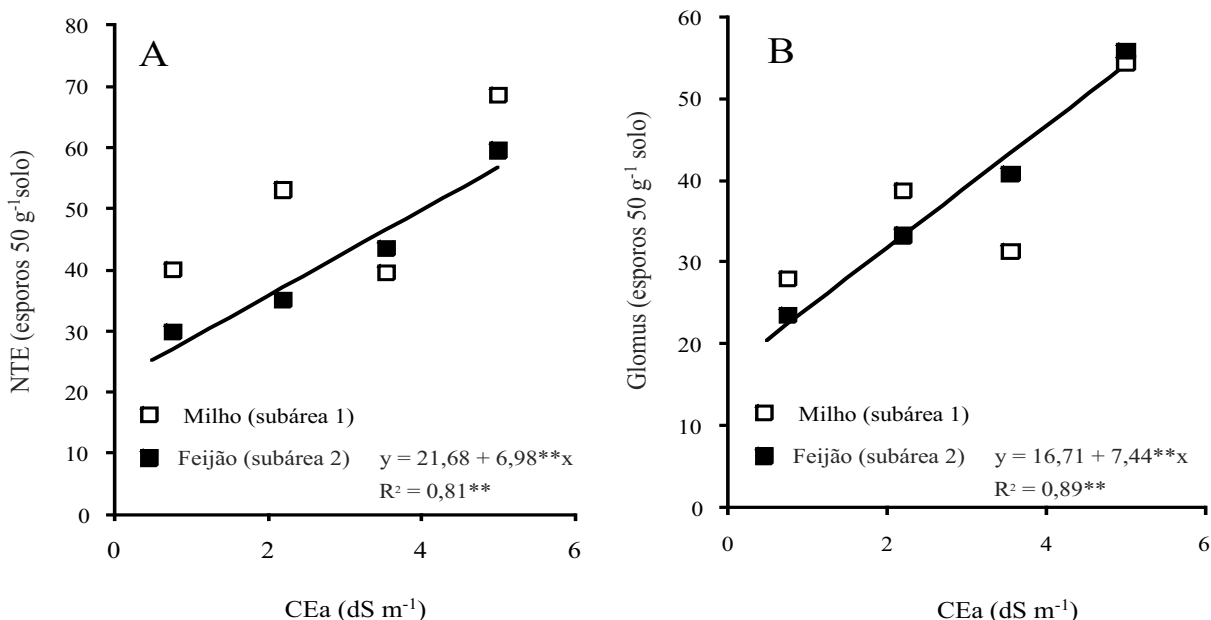 A
NTE (esporos 50 g⁻¹solo)
80
70
60
50
40
30
20
10
0
0 2 4 6
CEa (dS m⁻¹)
Milho (subárea 1)
Feijão (subárea 2) y = 21,68 + 6,98**x
R² = 0,81**
B
Glomus (esporos 50 g⁻¹ solo)
60
50
40
30
20
10
0
0 2 4 6
CEa (dS m⁻¹)
Milho (subárea 1)
Feijão (subárea 2) y = 16,71 + 7,44**x
R² = 0,89**